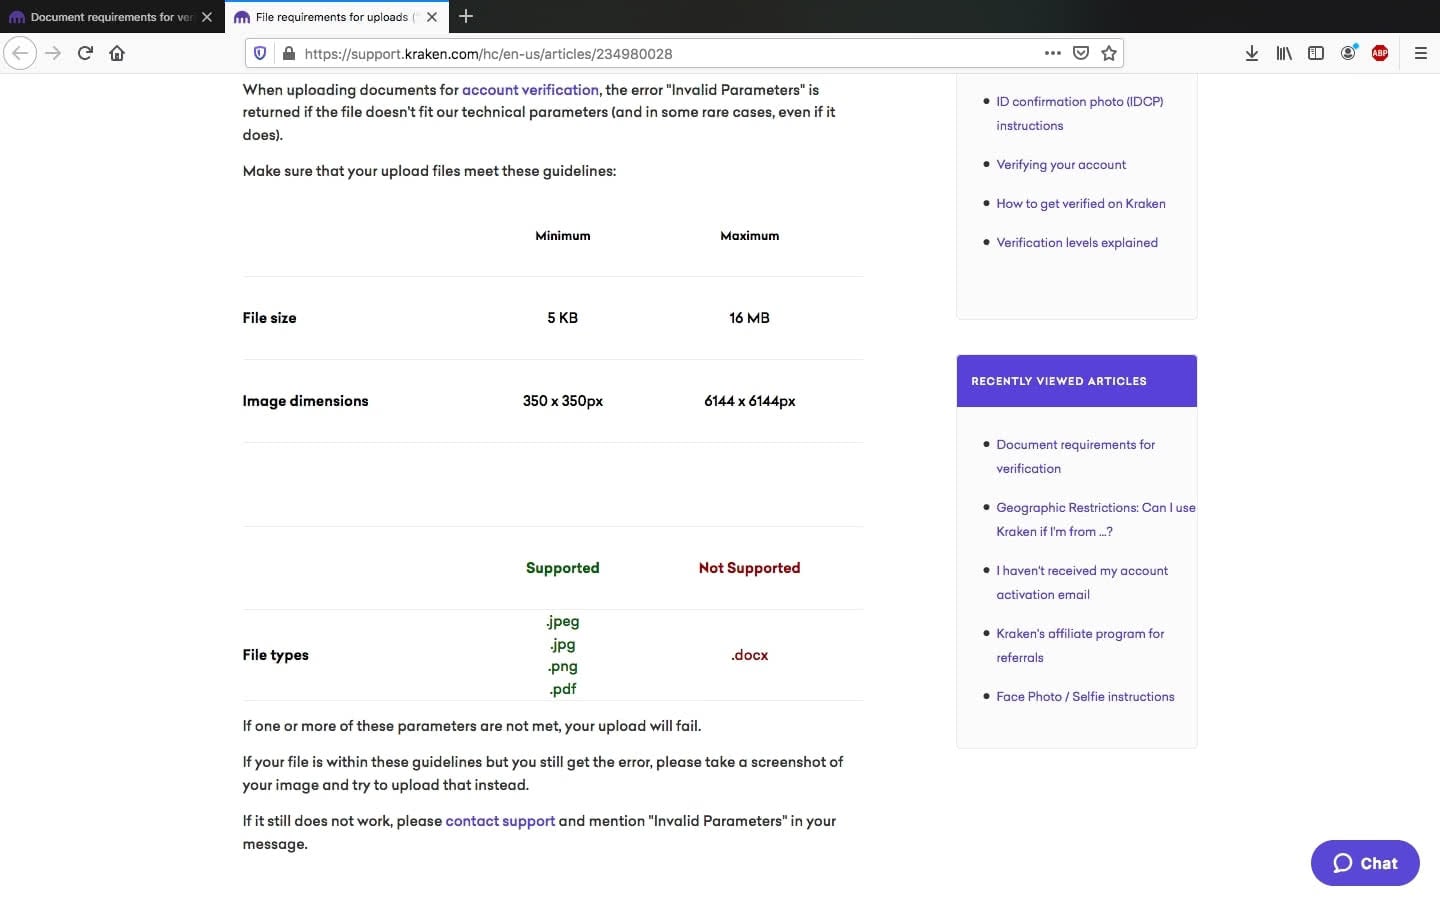 Document requirements for ver
File requirements for uploads (
https://support.kraken.com/hc/en-us/articles/234980028
ABP
When uploading documents for account verification, the error "Invalid Parameters" is
returned if the file doesn't fit our technical parameters (and in some rare cases, even if it
does).
Make sure that your upload files meet these guidelines:
Minimum Maximum
File size 5 KB 16 MB
Image dimensions 350 x 350px 6144 x 6144px
Supported Not Supported
.jpeg
.jpg
File types .docx
.png
.pdf
If one or more of these parameters are not met, your upload will fail.
If your file is within these guidelines but you still get the error, please take a screenshot of
your image and try to upload that instead.
If it still does not work, please contact support and mention "Invalid Parameters" in your
message.
ID confirmation photo (IDCP)
instructions
Verifying your account
How to get verified on Kraken
Verification levels explained
RECENTLY VIEWED ARTICLES
Document requirements for
verification
Geographic Restrictions: Can I use
Kraken if I'm from ...?
I haven't received my account
activation email
Kraken's affiliate program for
referrals
Face Photo / Selfie instructions
Chat